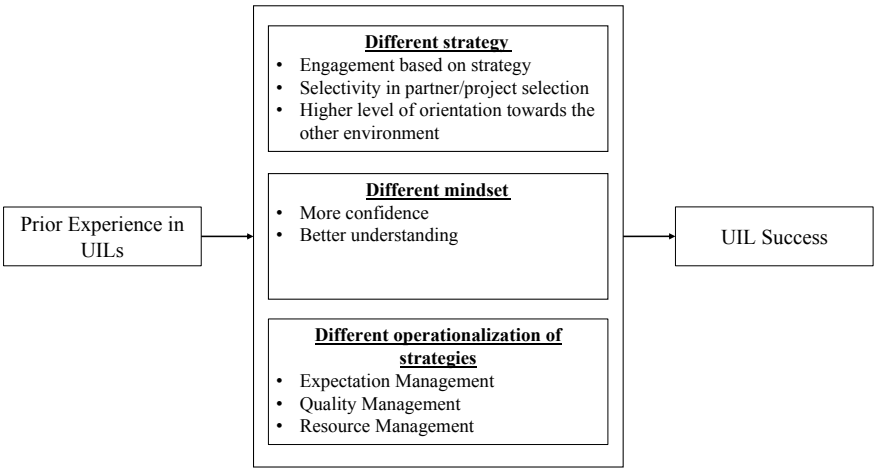 Prior Experience in
UILs
Different strategy
• Engagement based on strategy
• Selectivity in partner/project selection
• Higher level of orientation towards the
other environment
Different mindset
• More confidence
• Better understanding
Different operationalization of
strategies
• Expectation Management
• Quality Management
• Resource Management
UIL Success